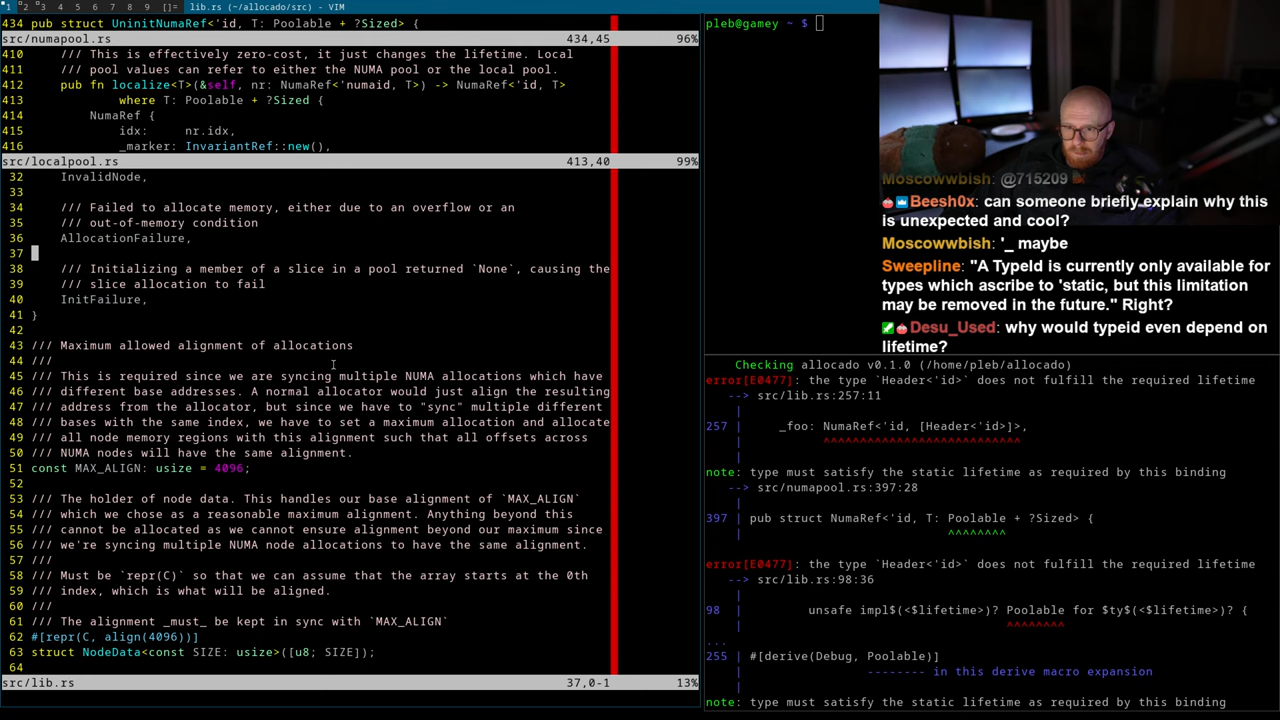 1 2 3 4 5 6 7 8 9 []= lib.rs (~/allocado/src) - VIM
434 pub struct UninitNumaRef<'id, T: Poolable + ?Sized> {
src/numapool.rs 434,45 96%
410 /// This is effectively zero-cost, it just changes the lifetime. Local
411 /// pool values can refer to either the NUMA pool or the local pool.
412 pub fn localize<T>(&self, nr: NumaRef<'numaid, T>) -> NumaRef<'id, T>
413 where T: Poolable + ?Sized {
414 NumaRef {
415 idx: nr.idx,
416 _marker: InvariantRef::new(),
src/localpool.rs 413,40 99%
32 InvalidNode,
33
34 /// Failed to allocate memory, either due to an overflow or an
35 /// out-of-memory condition
36 AllocationFailure,
37
38 /// Initializing a member of a slice in a pool returned `None`, causing the
39 /// slice allocation to fail
40 InitFailure,
41 }
42
43 /// Maximum allowed alignment of allocations
44 ///
45 /// This is required since we are syncing multiple NUMA allocations which have
46 /// different base addresses. A normal allocator would just align the resulting
47 /// address from the allocator, but since we have to "sync" multiple different
48 /// bases with the same index, we have to set a maximum allocation and allocate
49 /// all node memory regions with this alignment such that all offsets across
50 /// NUMA nodes will have the same alignment.
51 const MAX_ALIGN: usize = 4096;
52
53 /// The holder of node data. This handles our base alignment of `MAX_ALIGN`
54 /// which we chose as a reasonable maximum alignment. Anything beyond this
55 /// cannot be allocated as we cannot ensure alignment beyond our maximum since
56 /// we're syncing multiple NUMA node allocations to have the same alignment.
57 ///
58 /// Must be `repr(C)` so that we can assume that the array starts at the 0th
59 /// index, which is what will be aligned.
60 ///
61 /// The alignment _must_ be kept in sync with `MAX_ALIGN`
62 #[repr(C, align(4096))]
63 struct NodeData<const SIZE: usize>([u8; SIZE]);
64
src/lib.rs 37,0-1 13%
pleb@gamey ~ $
Moscowwbish: @715209
Beesh0x: can someone briefly explain why this
is unexpected and cool?
Moscowwbish: '_ maybe
Sweepline: "A TypeId is currently only available for
types which ascribe to 'static, but this limitation
may be removed in the future." Right?
Desu_Used: why would typeid even depend on
lifetime?
Checking allocado v0.1.0 (/home/pleb/allocado)
error[E0477]: the type `Header<'id>` does not fulfill the required lifetime
--> src/lib.rs:257:11
|
257 | _foo: NumaRef<'id, [Header<'id>]>,
| ^^^^^^^^^^^^^^^^^^^^^^^^^^^
|
note: type must satisfy the static lifetime as required by this binding
--> src/numapool.rs:397:28
|
397 | pub struct NumaRef<'id, T: Poolable + ?Sized> {
| ^^^^^^^^
error[E0477]: the type `Header<'id>` does not fulfill the required lifetime
--> src/lib.rs:98:36
|
98 | unsafe impl$(<$lifetime>)? Poolable for $ty$(<$lifetime>)? {
| ^^^^^^^^
...
255 | #[derive(Debug, Poolable)]
| -------- in this derive macro expansion
|
note: type must satisfy the static lifetime as required by this binding